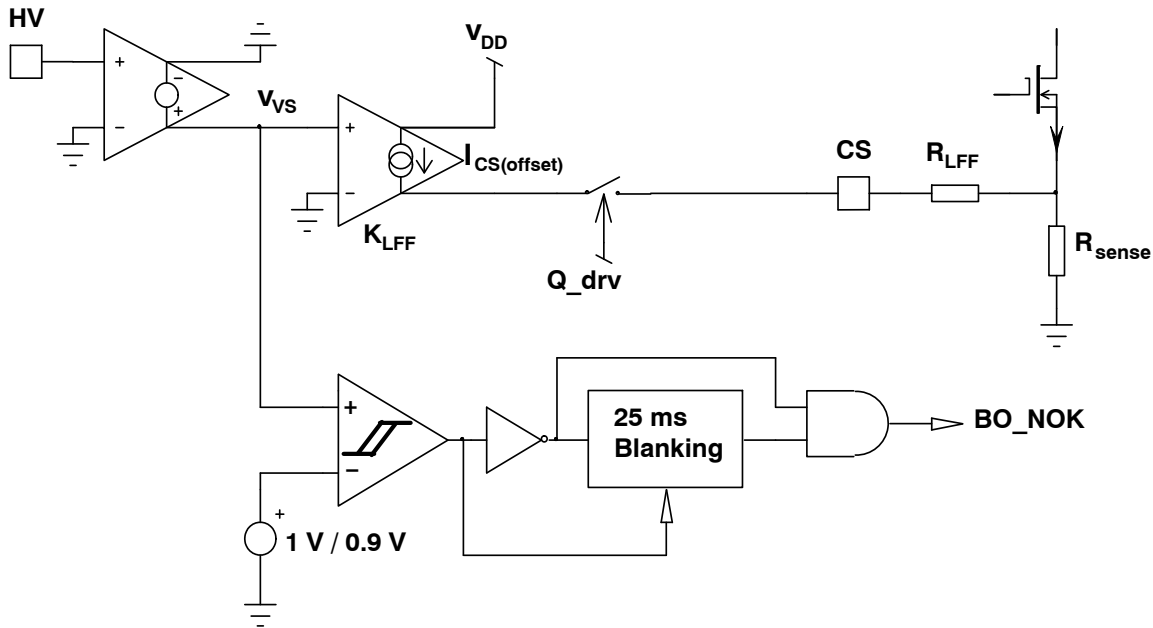 HV
+
−
−
+
vVS
vDD
+
−
ICS(offset)
KLFF
Q_drv
CS
RLFF
Rsense
+
−
+
1 V / 0.9 V
25 ms
Blanking
BO_NOK